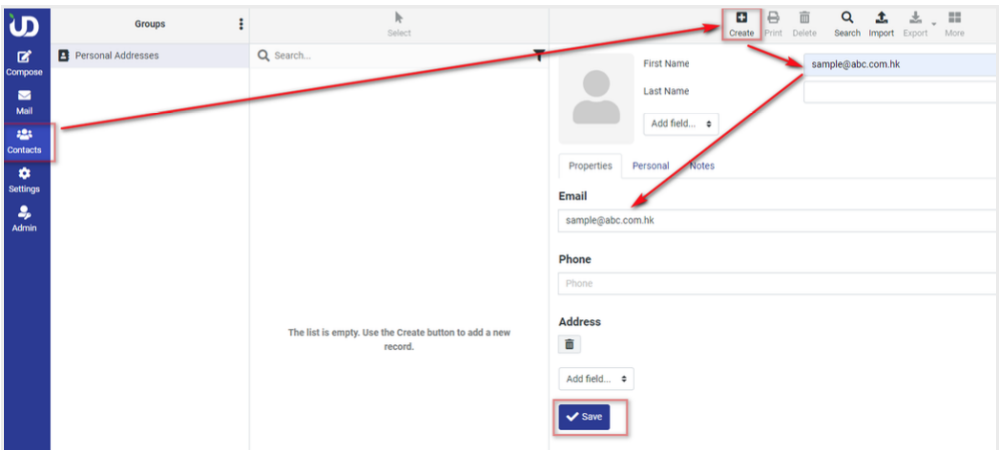 UD
Compose
Mail
Contacts
Settings
Admin
Groups
Personal Addresses
Select
Search...
The list is empty. Use the Create button to add a new
record.
Create Print Delete Search Import Export More
First Name sample@abc.com.hk
Last Name
Add field...
Properties Personal Notes
Email
sample@abc.com.hk
Phone
Phone
Address
Add field...
Save